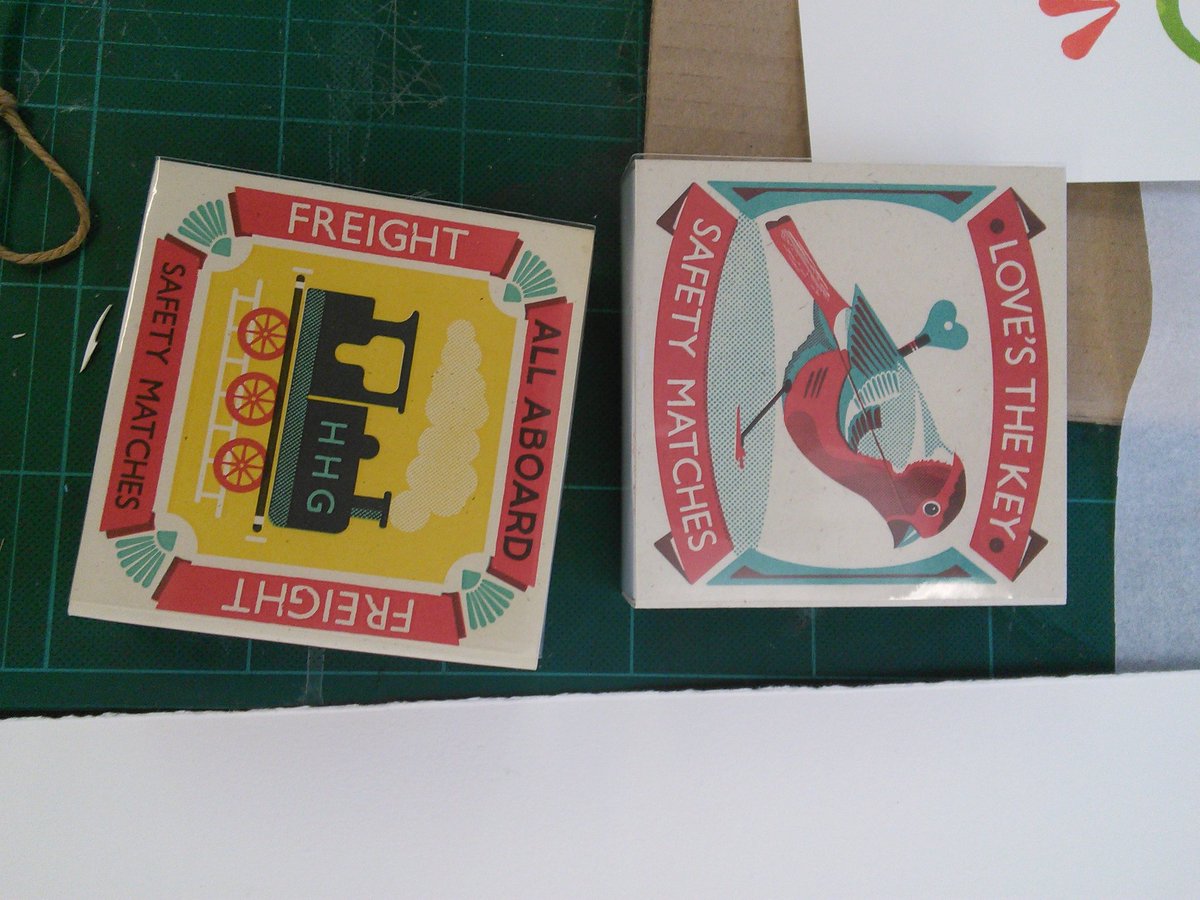 FREIGHT
ALL ABOARD
HHG
SAFETY MATCHES
FREIGHT
LOVE'S THE KEY
SAFETY MATCHES